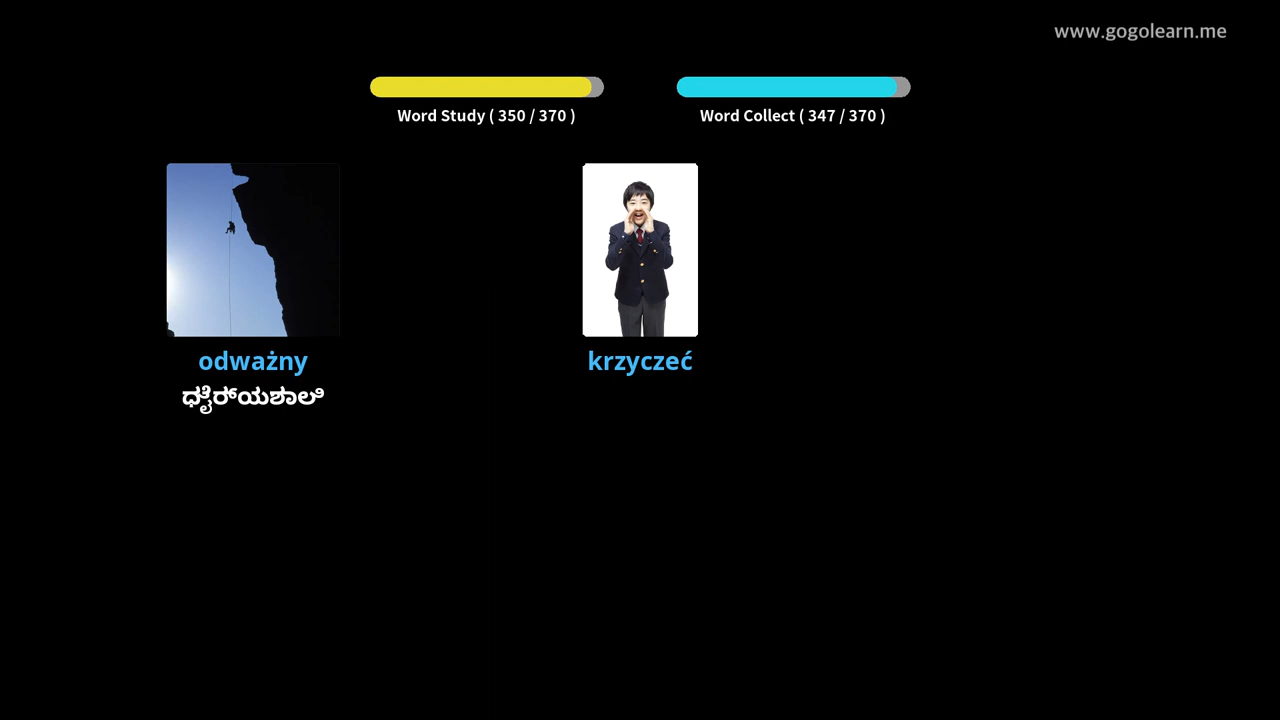 www.gogolearn.me
Word Study ( 350 / 370 )
Word Collect ( 347 / 370 )
odważny
ಧೈರ್ಯಶಾಲಿ
krzyczeć